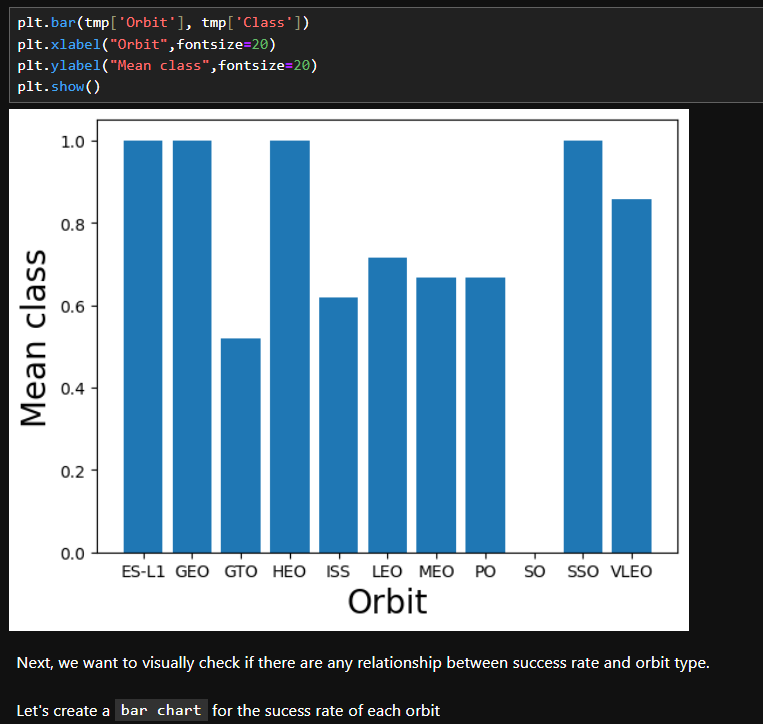 plt.bar(tmp['Orbit'], tmp['Class'])
plt.xlabel("Orbit",fontsize=20)
plt.ylabel("Mean class",fontsize=20)
plt.show()
1.0
0.8
0.6
0.4
0.2
0.0
Mean class
ES-L1 GEO GTO HEO ISS LEO MEO PO SO SSO VLEO
Orbit
Next, we want to visually check if there are any relationship between success rate and orbit type.
Let's create a bar chart for the sucess rate of each orbit